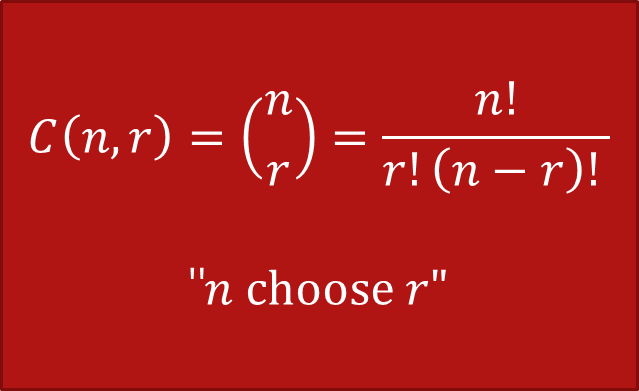 C(n, r) = (n r) = n! / r! (n − r)!
"n choose r"